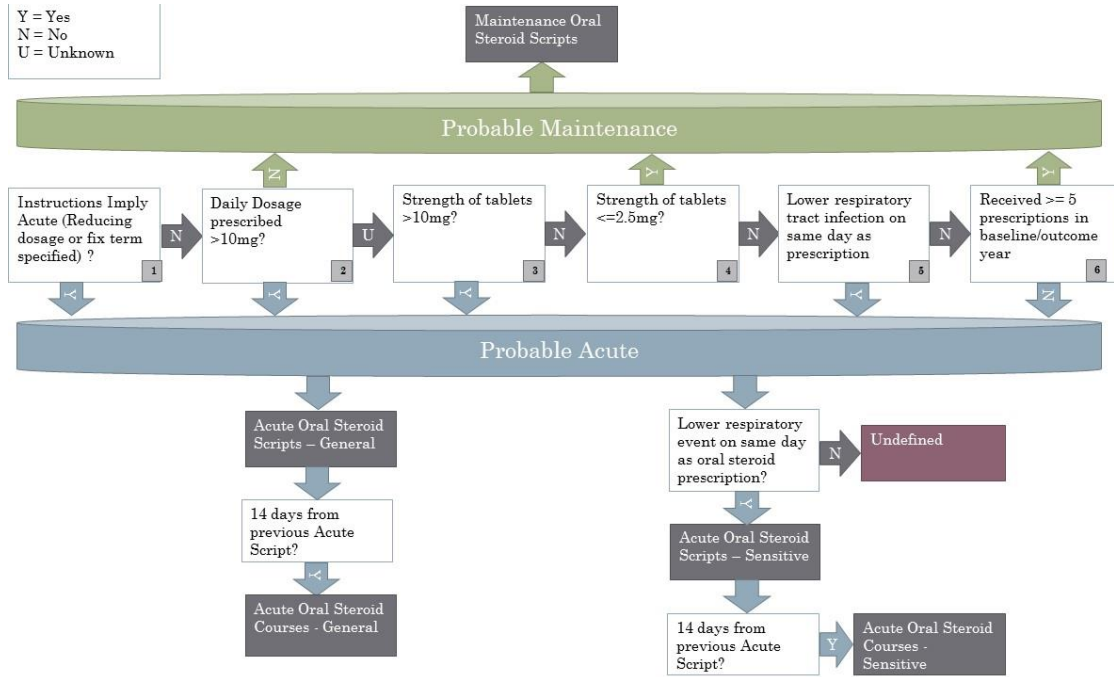 Y = Yes
N = No
U = Unknown
Maintenance Oral
Steroid Scripts
Probable Maintenance
N
Y
Y
Instructions Imply
Acute (Reducing
dosage or fix term
specified) ?
1
N
Daily Dosage
prescribed
>10mg?
2
U
Strength of tablets
>10mg?
3
N
Strength of tablets
<=2.5mg?
4
N
Lower respiratory
tract infection on
same day as
prescription
5
N
Received >= 5
prescriptions in
baseline/outcome
year
6
Y
Y
Y
Y
N
Probable Acute
Acute Oral Steroid
Scripts – General
14 days from
previous Acute
Script?
Y
Acute Oral Steroid
Courses - General
Lower respiratory
event on same day
as oral steroid
prescription?
N
Undefined
Y
Acute Oral Steroid
Scripts – Sensitive
14 days from
previous Acute
Script?
Y
Acute Oral Steroid
Courses -
Sensitive